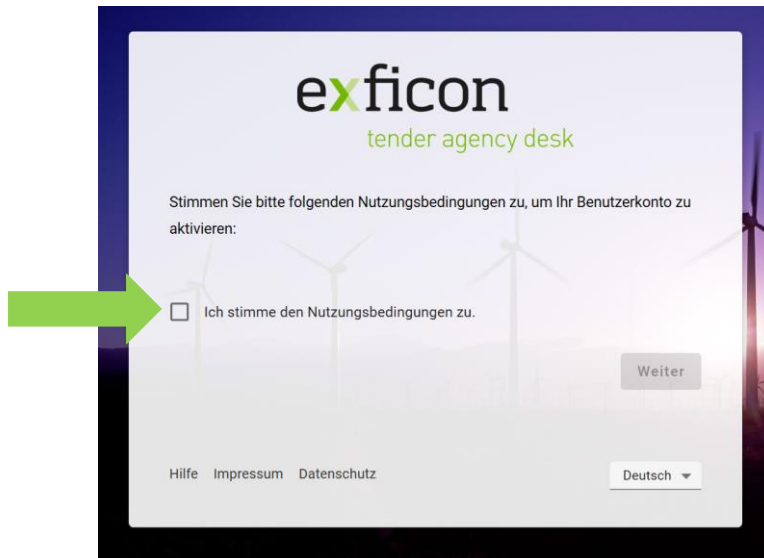 exficon
tender agency desk
Stimmen Sie bitte folgenden Nutzungsbedingungen zu, um Ihr Benutzerkonto zu
aktivieren:
Ich stimme den Nutzungsbedingungen zu.
Weiter
Hilfe Impressum Datenschutz Deutsch